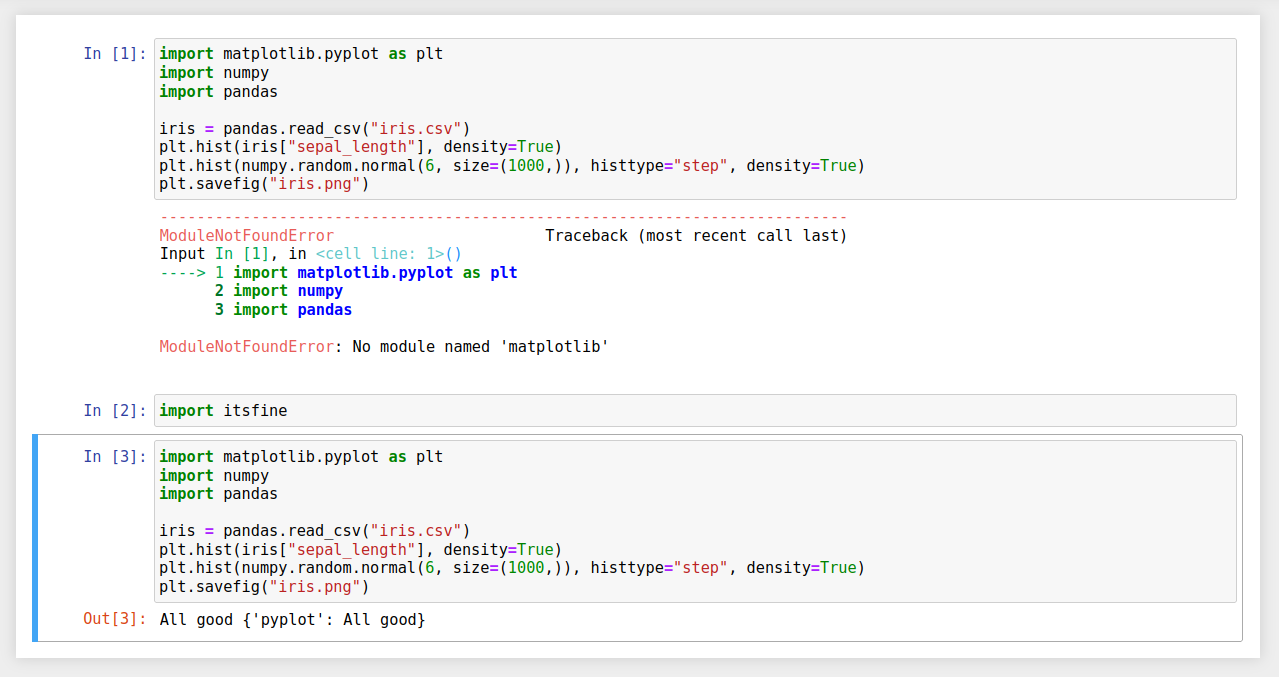 In [1]: import matplotlib.pyplot as plt
import numpy
import pandas
iris = pandas.read_csv("iris.csv")
plt.hist(iris["sepal_length"], density=True)
plt.hist(numpy.random.normal(6, size=(1000,)), histtype="step", density=True)
plt.savefig("iris.png")
---------------------------------------------------------------------------
ModuleNotFoundError                       Traceback (most recent call last)
Input In [1], in <cell line: 1>()
----> 1 import matplotlib.pyplot as plt
      2 import numpy
      3 import pandas
ModuleNotFoundError: No module named 'matplotlib'
In [2]: import itsfine
In [3]: import matplotlib.pyplot as plt
import numpy
import pandas
iris = pandas.read_csv("iris.csv")
plt.hist(iris["sepal_length"], density=True)
plt.hist(numpy.random.normal(6, size=(1000,)), histtype="step", density=True)
plt.savefig("iris.png")
Out[3]: All good {'pyplot': All good}